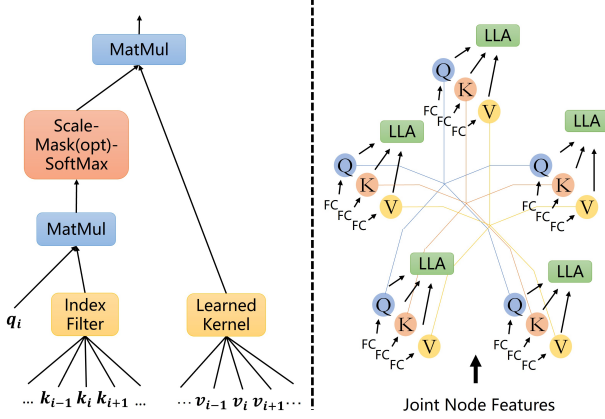 MatMul
Scale-
Mask(opt)-
SoftMax
MatMul
q_i
Index
Filter
Learned
Kernel
... k_{i-1} k_i k_{i+1} ...
... v_{i-1} v_i v_{i+1} ...
LLA
Q
K
V
FC
FC
FC
LLA
Q
K
V
FC
FC
FC
LLA
Q
K
V
FC
FC
FC
LLA
Q
K
V
FC
FC
FC
LLA
Q
K
V
FC
FC
FC
Joint Node Features